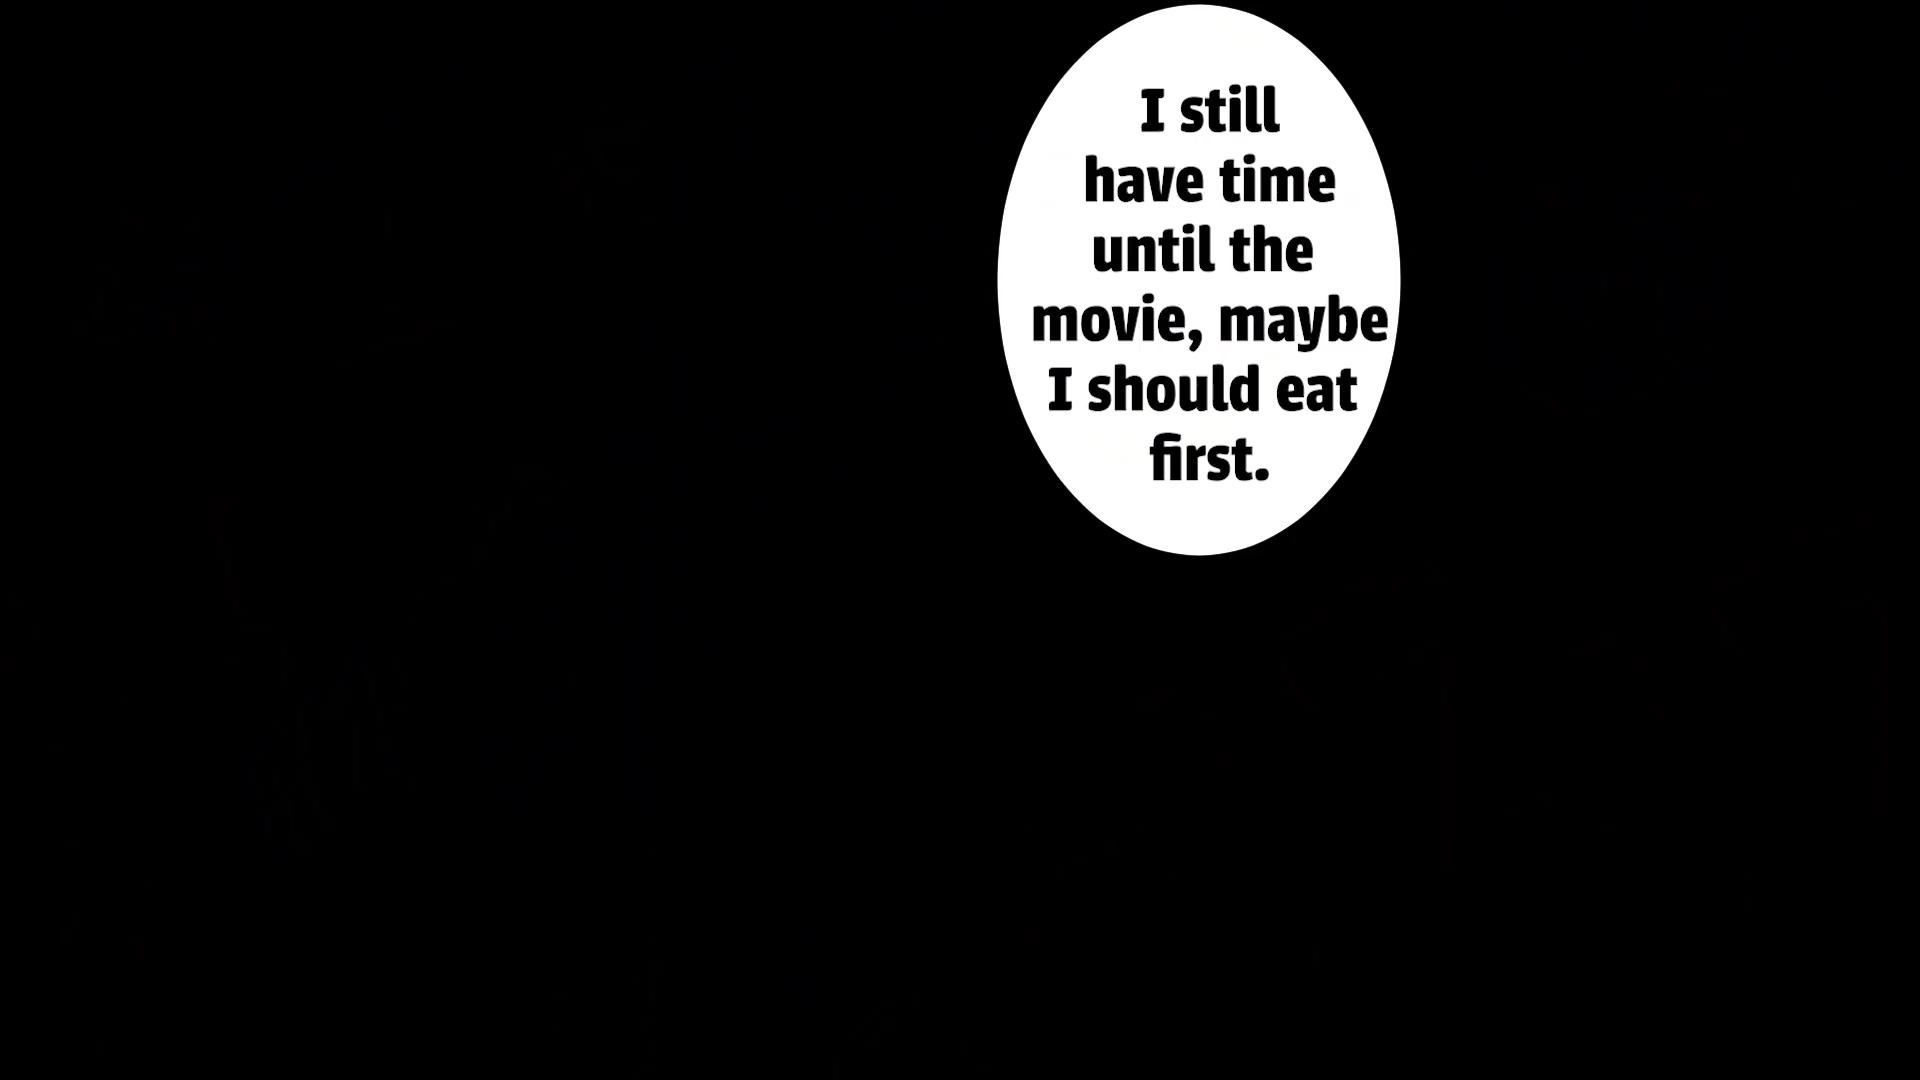 I still
have time
until the
movie, maybe
I should eat
first.